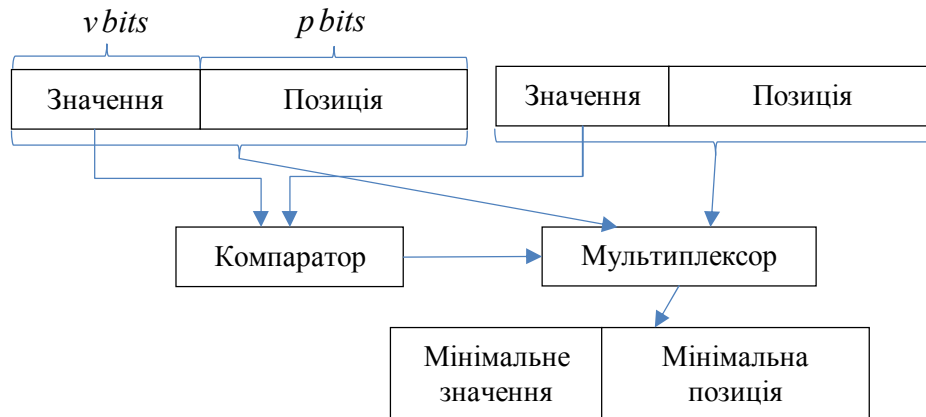 v bits p bits
Значення Позиція Значення Позиція
Компаратор Мультиплексор
Мінімальне Мінімальна
значення позиція